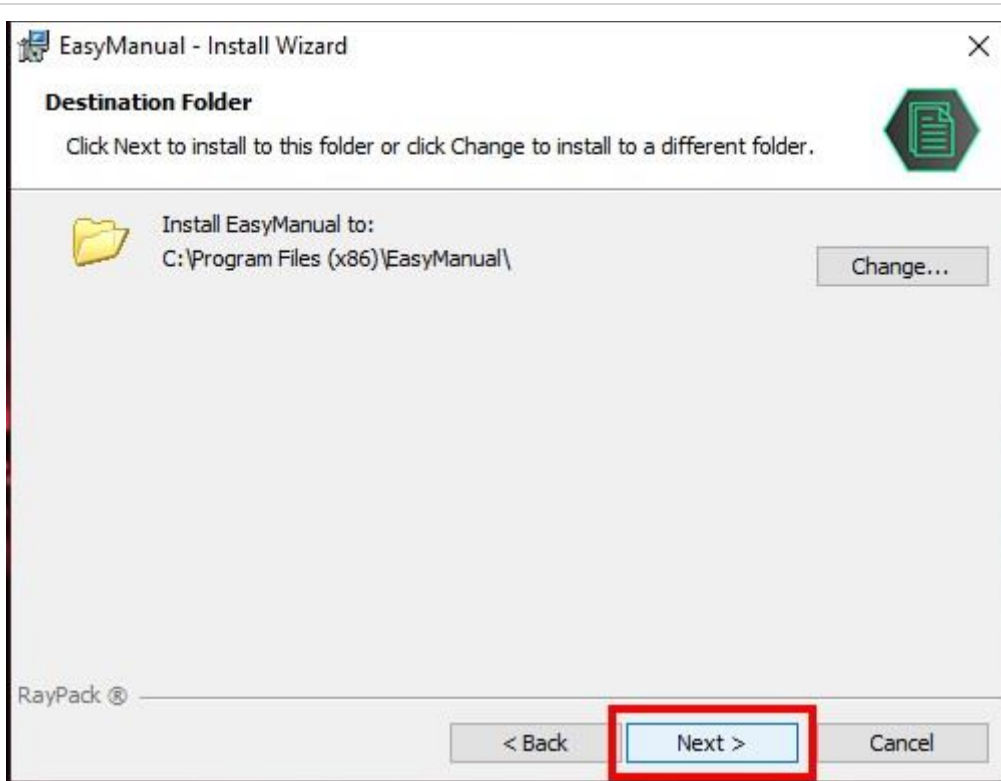 EasyManual - Install Wizard
Destination Folder
Click Next to install to this folder or click Change to install to a different folder.
Install EasyManual to:
C:\Program Files (x86)\EasyManual\
Change...
RayPack ®
< Back
Next >
Cancel